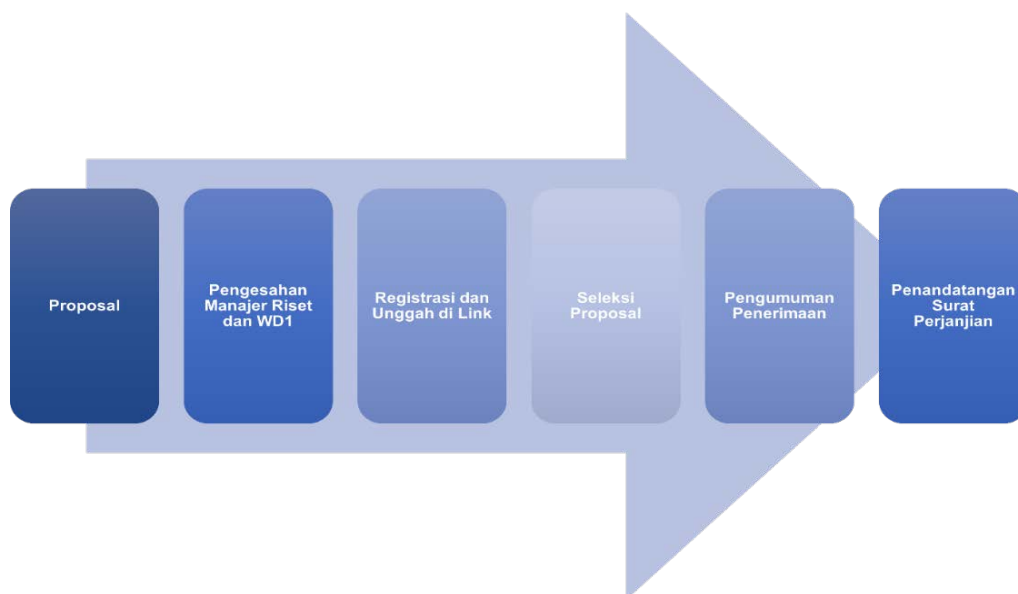 Proposal
Pengesahan
Manajer Riset
dan WD1
Registrasi dan
Unggah di Link
Seleksi
Proposal
Pengumuman
Penerimaan
Penandatangan
Surat
Perjanjian